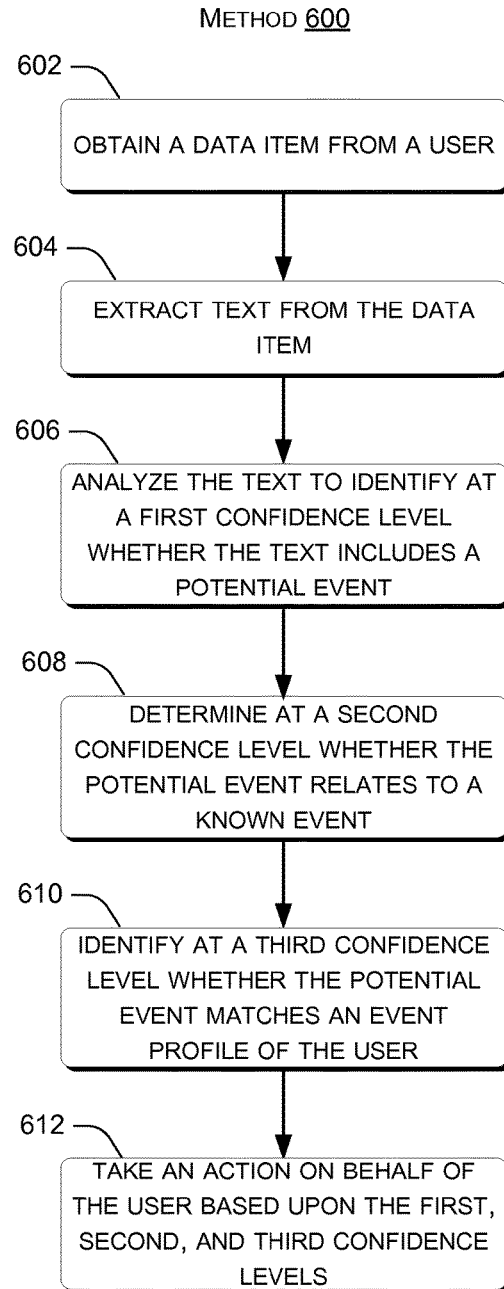 METHOD 600
602
OBTAIN A DATA ITEM FROM A USER
604
EXTRACT TEXT FROM THE DATA
ITEM
606
ANALYZE THE TEXT TO IDENTIFY AT
A FIRST CONFIDENCE LEVEL
WHETHER THE TEXT INCLUDES A
POTENTIAL EVENT
608
DETERMINE AT A SECOND
CONFIDENCE LEVEL WHETHER THE
POTENTIAL EVENT RELATES TO A
KNOWN EVENT
610
IDENTIFY AT A THIRD CONFIDENCE
LEVEL WHETHER THE POTENTIAL
EVENT MATCHES AN EVENT
PROFILE OF THE USER
612
TAKE AN ACTION ON BEHALF OF
THE USER BASED UPON THE FIRST,
SECOND, AND THIRD CONFIDENCE
LEVELS